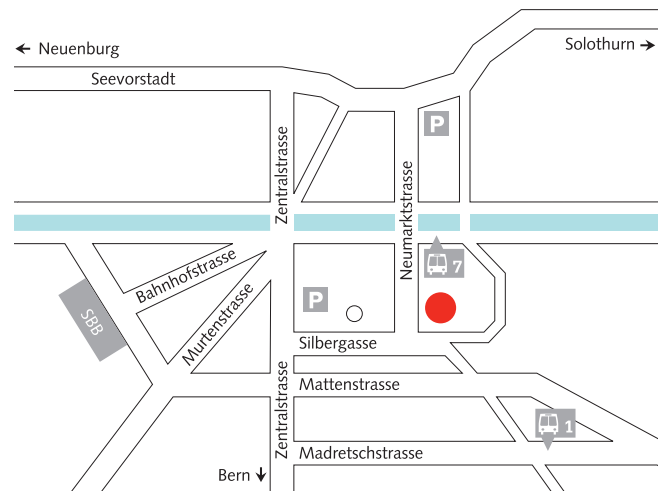 Neuenburg
Solothurn
Seevorstadt
P
Zentralstrasse
Neumarktstrasse
Bahnhofstrasse
7
SBB
P
Murtenstrasse
Silbergasse
Zentralstrasse
Mattenstrasse
1
Madretschstrasse
Bern